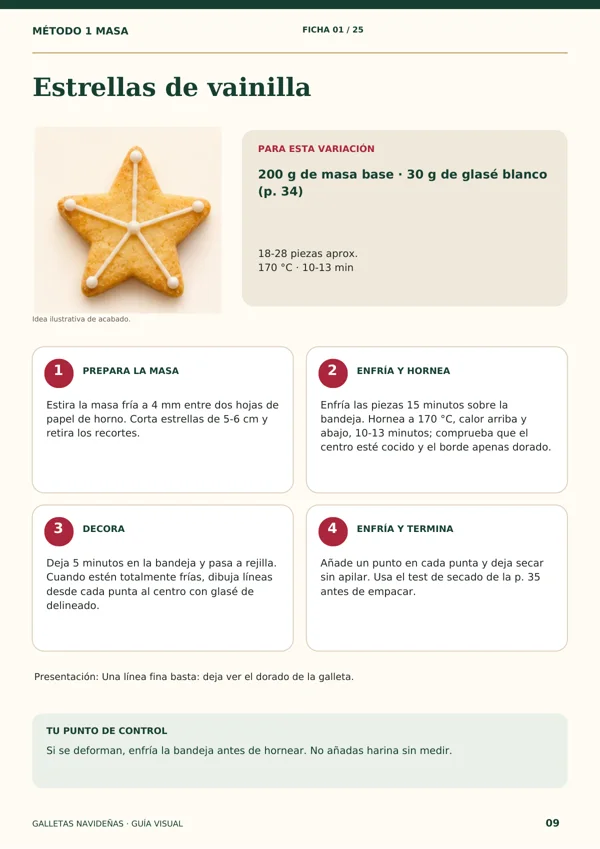 MÉTODO 1 MASA
FICHA 01 / 25
Estrellas de vainilla
PARA ESTA VARIACIÓN
200 g de masa base · 30 g de glasé blanco
(p. 34)
18-28 piezas aprox.
170 °C · 10-13 min
Idea ilustrativa de acabado.
1 PREPARA LA MASA
Estira la masa fría a 4 mm entre dos hojas de
papel de horno. Corta estrellas de 5-6 cm y
retira los recortes.
2 ENFRÍA Y HORNEA
Enfría las piezas 15 minutos sobre la
bandeja. Hornea a 170 °C, calor arriba y
abajo, 10-13 minutos; comprueba que el
centro esté cocido y el borde apenas dorado.
3 DECORA
Deja 5 minutos en la bandeja y pasa a rejilla.
Cuando estén totalmente frías, dibuja líneas
desde cada punta al centro con glasé de
delineado.
4 ENFRÍA Y TERMINA
Añade un punto en cada punta y deja secar
sin apilar. Usa el test de secado de la p. 35
antes de empacar.
Presentación: Una línea fina basta: deja ver el dorado de la galleta.
TU PUNTO DE CONTROL
Si se deforman, enfría la bandeja antes de hornear. No añadas harina sin medir.
GALLETAS NAVIDEÑAS · GUÍA VISUAL
09